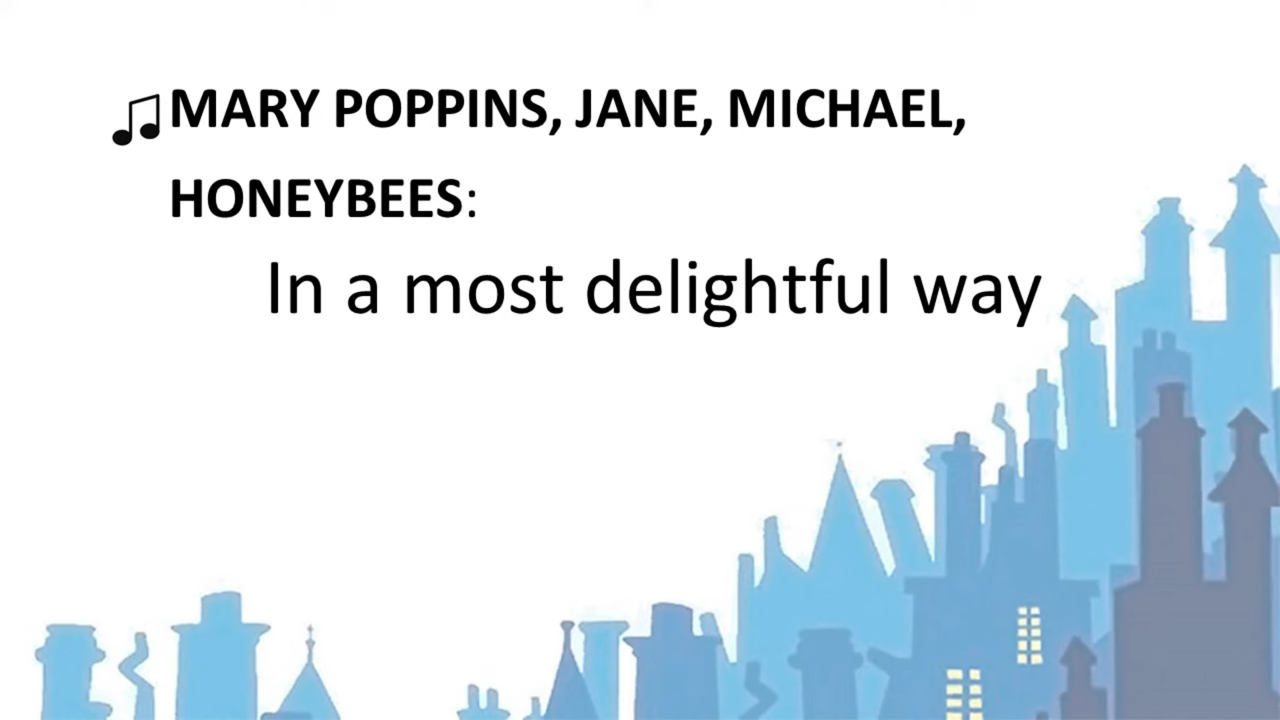 ♫MARY POPPINS, JANE, MICHAEL,
HONEYBEES:
In a most delightful way